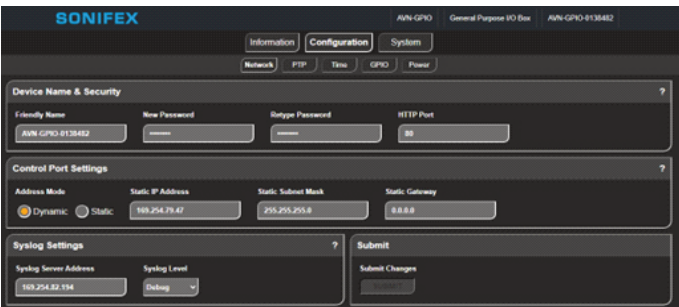 SONIFEX AVN-GPIO General Purpose I/O Box AVN-GPIO-0138482
Information Configuration System
Network PTP Time GPIO Power
Device Name & Security ?
Friendly Name New Password Retype Password HTTP Port
AVN-GPIO-0138482 •••••••• •••••••• 80
Control Port Settings ?
Address Mode Static IP Address Static Subnet Mask Static Gateway
Dynamic Static 169.254.79.47 255.255.255.0 0.0.0.0
Syslog Settings ? Submit
Syslog Server Address Syslog Level Submit Changes
169.254.82.194 Debug SUBMIT